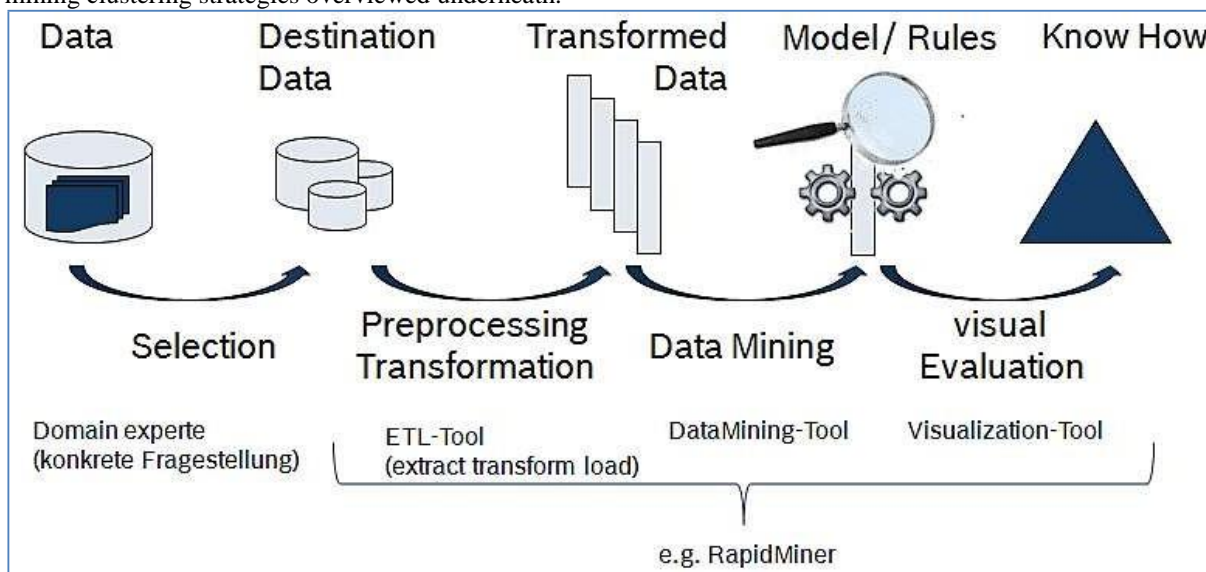 mining clustering strategies overviewed underneath.
Data
Destination
Data
Transformed
Data
Model/ Rules
Know How
Selection
Preprocessing
Transformation
Data Mining
visual
Evaluation
Domain experte
(konkrete Fragestellung)
ETL-Tool
(extract transform load)
DataMining-Tool
Visualization-Tool
e.g. RapidMiner